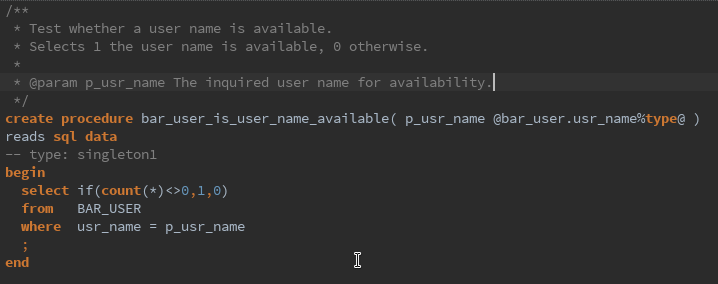 /**
 * Test whether a user name is available.
 * Selects 1 the user name is available, 0 otherwise.
 *
 * @param p_usr_name The inquired user name for availability.
 */
create procedure bar_user_is_user_name_available( p_usr_name @bar_user.usr_name%type@ )
reads sql data
-- type: singleton1
begin
  select if(count(*)<>0,1,0)
  from   BAR_USER
  where  usr_name = p_usr_name
  ;
end